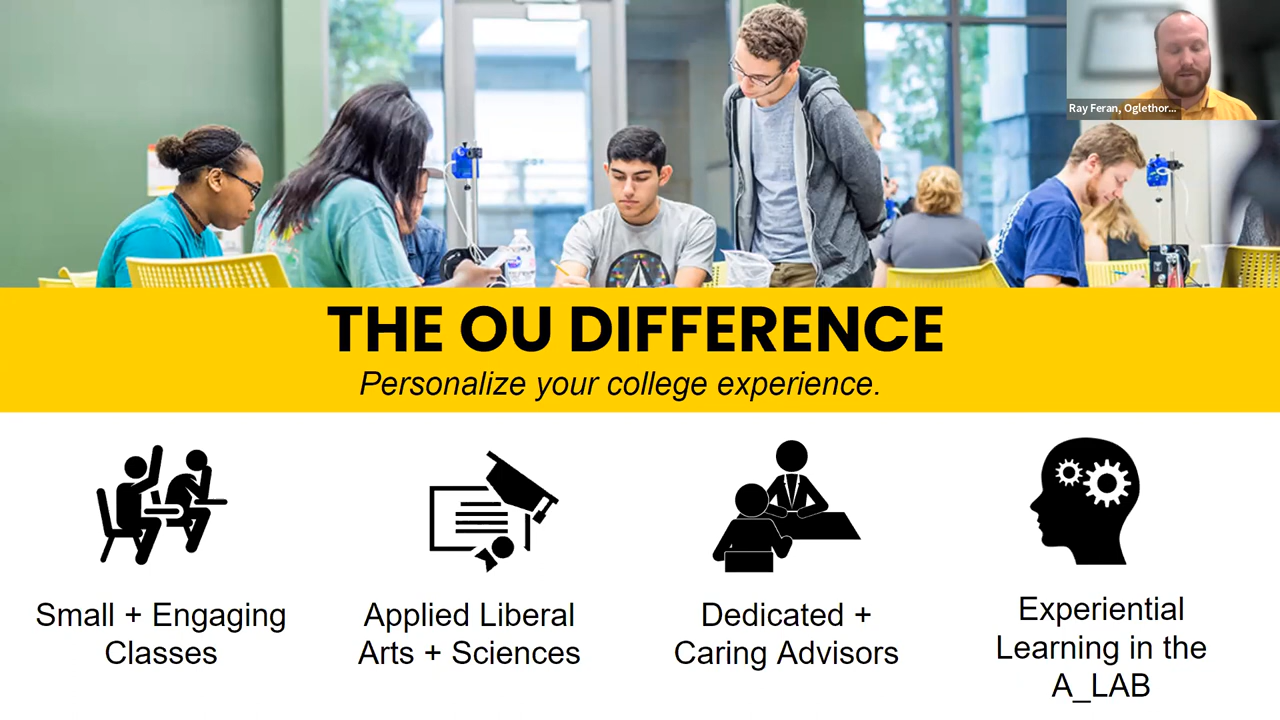 Ray Feran, Oglethor...
THE OU DIFFERENCE
Personalize your college experience.
Small + Engaging
Classes
Applied Liberal
Arts + Sciences
Dedicated +
Caring Advisors
Experiential
Learning in the
A_LAB